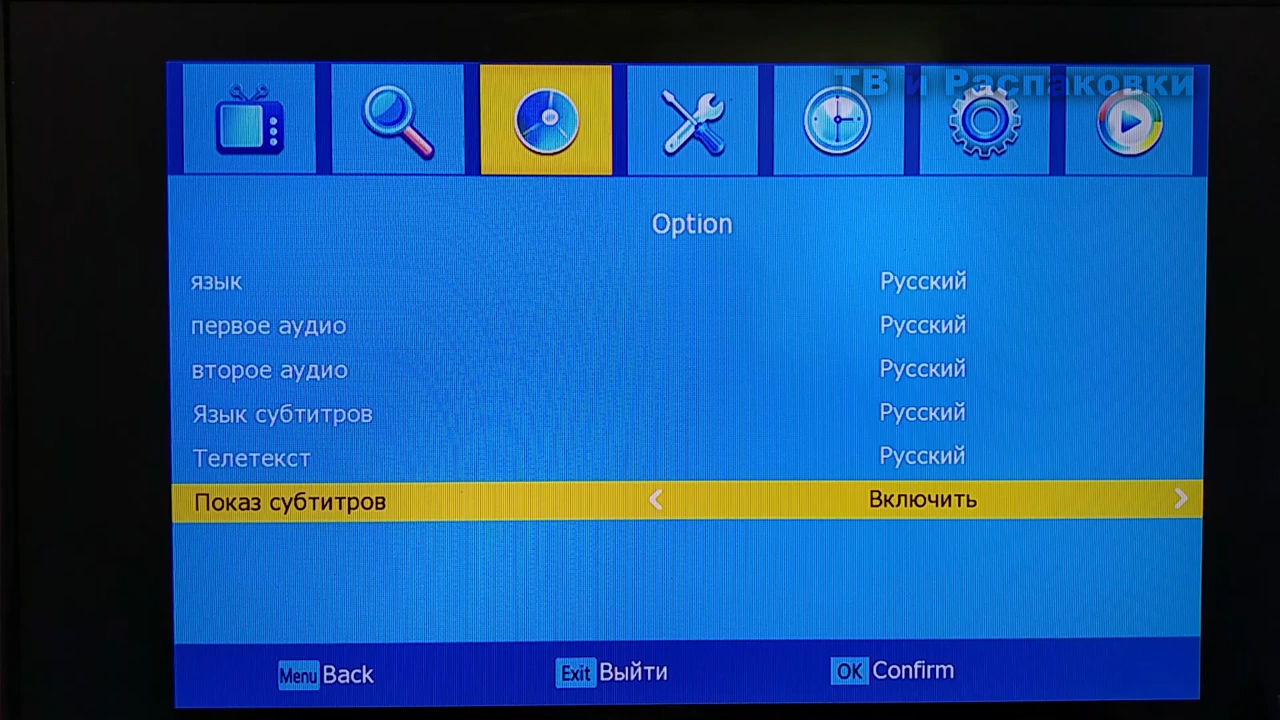 ТВ и Распаковки
Option
язык Русский
первое аудио Русский
второе аудио Русский
Язык субтитров Русский
Телетекст Русский
Показ субтитров Включить
Menu Back Exit Выйти OK Confirm